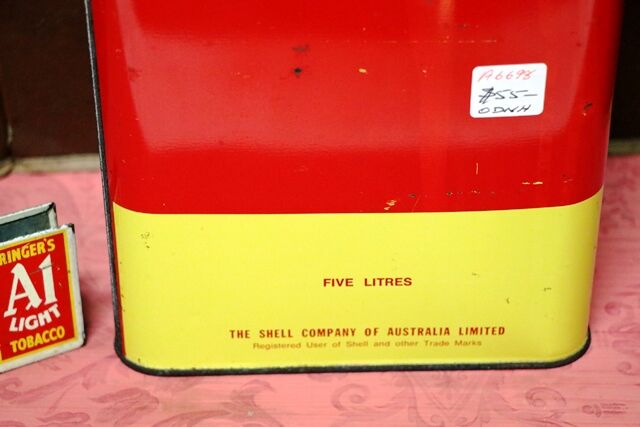 A6698
$55-
ODNH
FIVE LITRES
THE SHELL COMPANY OF AUSTRALIA LIMITED
Registered User of Shell and other Trade Marks
RINGER'S
A1
LIGHT
TOBACCO